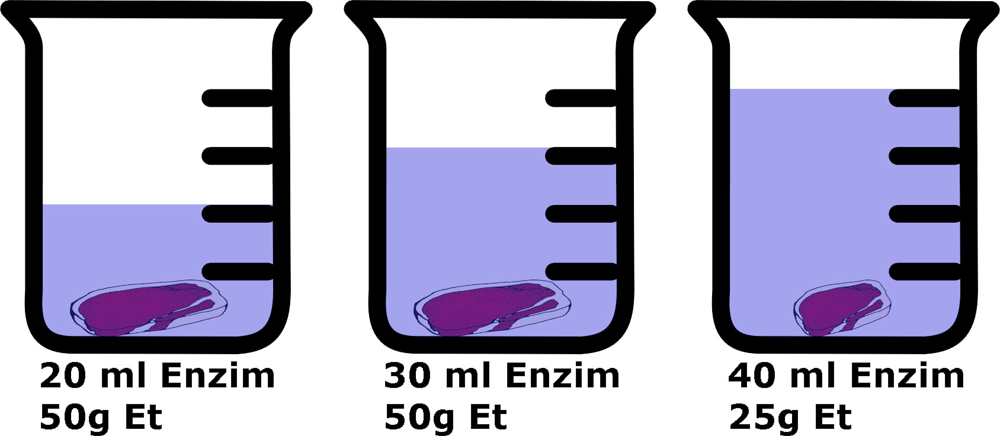 20 ml Enzim
50g Et
30 ml Enzim
50g Et
40 ml Enzim
25g Et